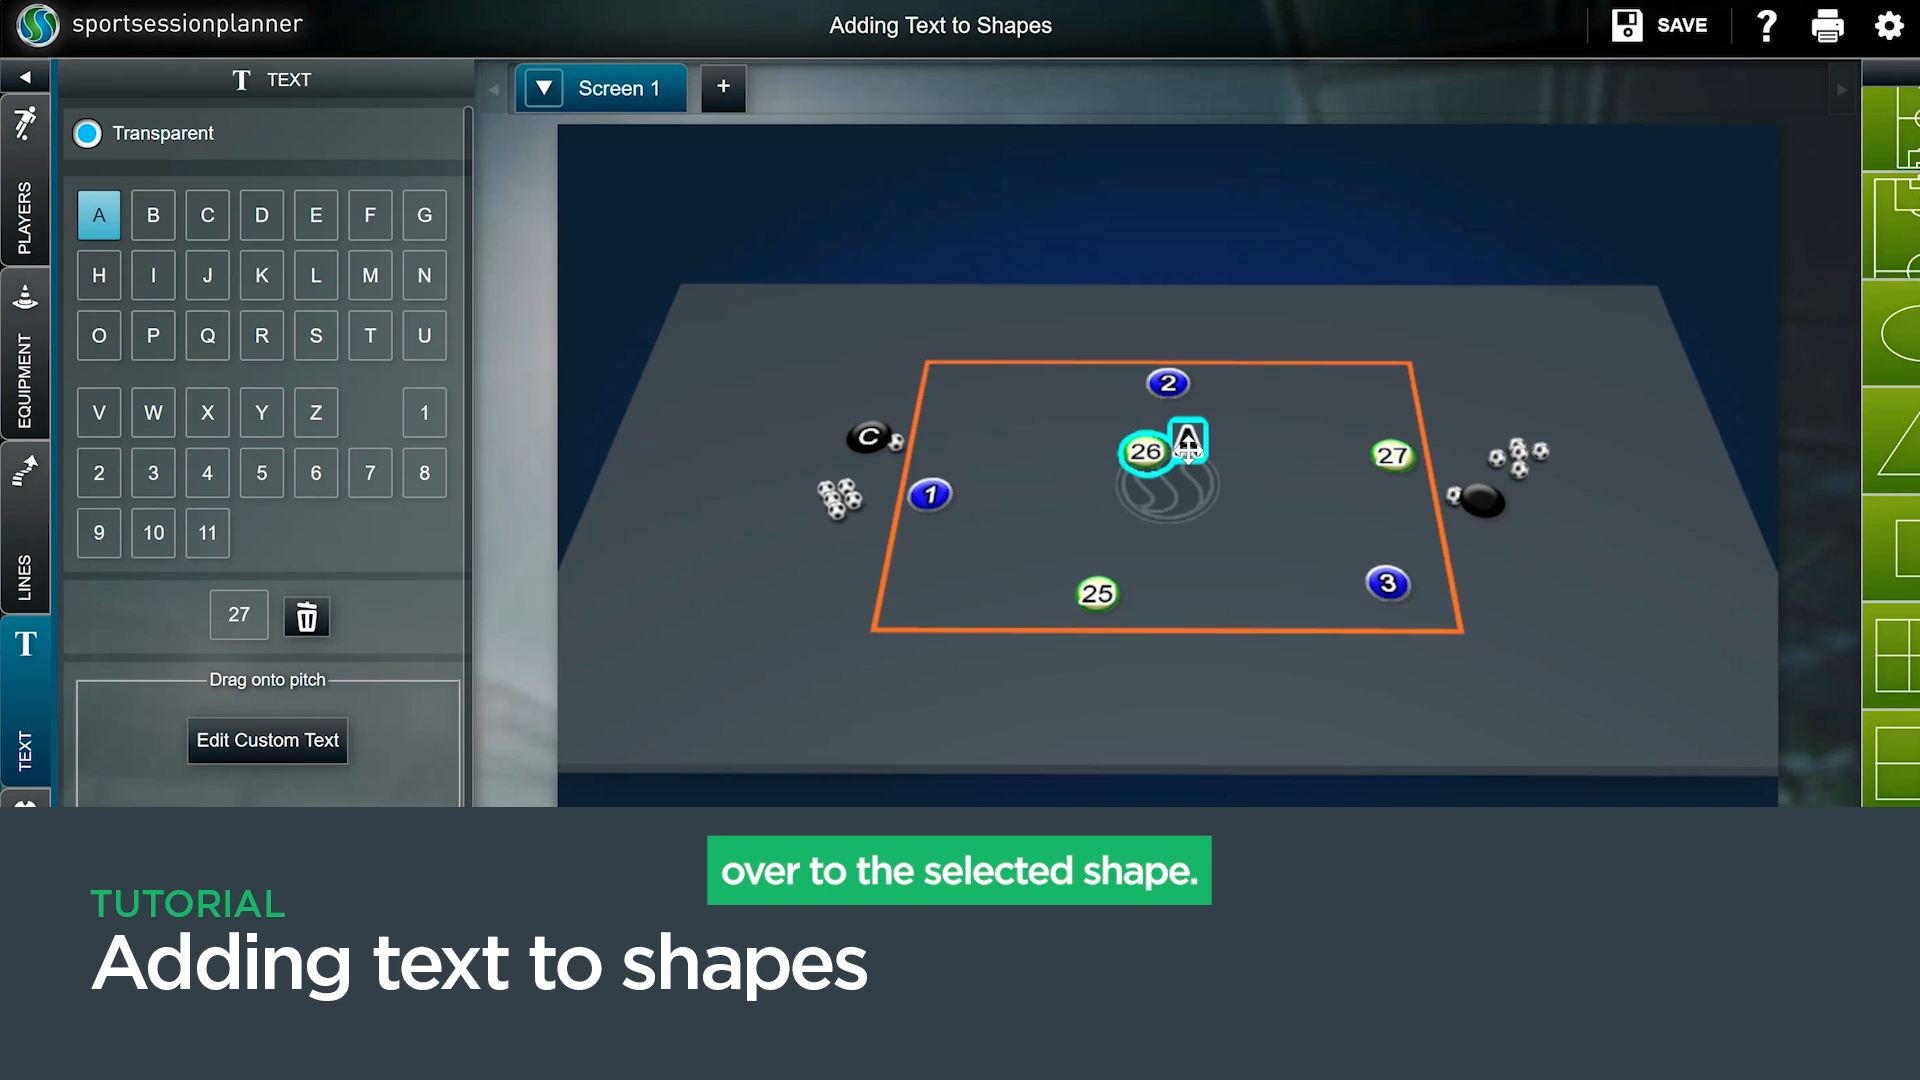 sportsessionplanner
Adding Text to Shapes
SAVE
?
T TEXT
Screen 1
+
Transparent
A B C D E F G
H I J K L M N
O P Q R S T U
V W X Y Z 1
2 3 4 5 6 7 8
9 10 11
27
Drag onto pitch
Edit Custom Text
PLAYERS
EQUIPMENT
LINES
T
TEXT
2
A
C
26
27
1
25
3
over to the selected shape.
TUTORIAL
Adding text to shapes